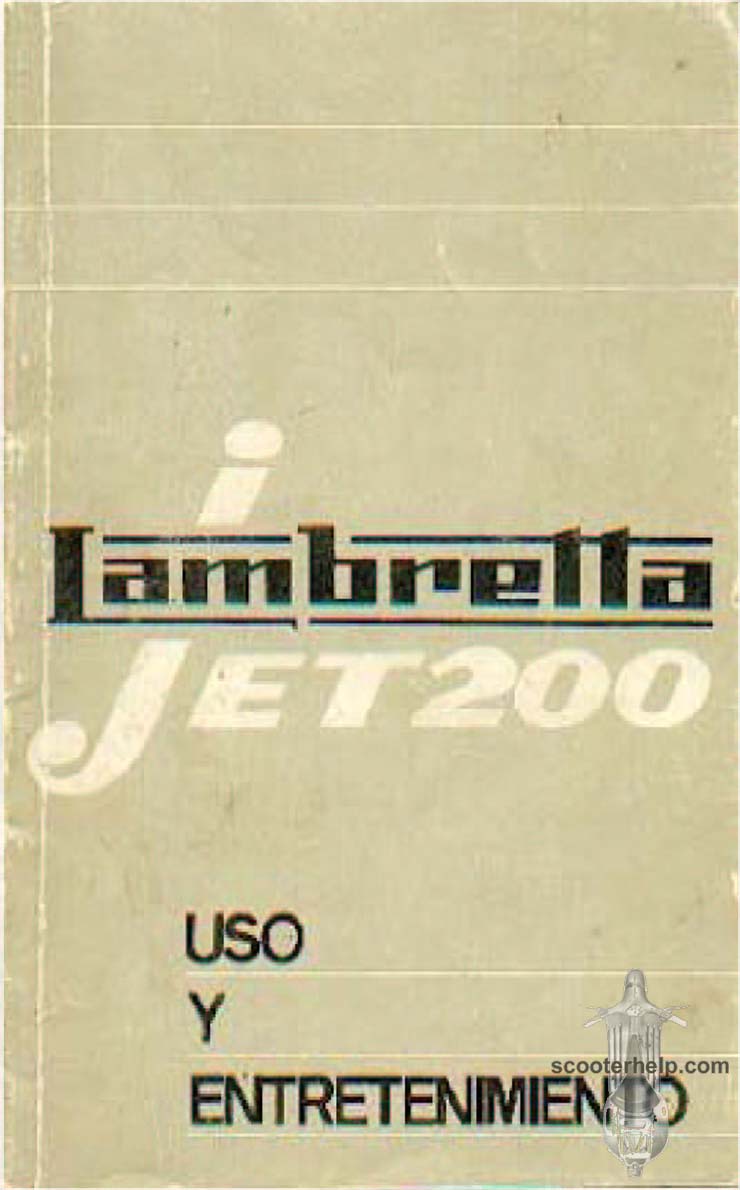 i
Lambretta
JET200
USO
Y
scooterhelp.com
ENTRETENIMIENTO